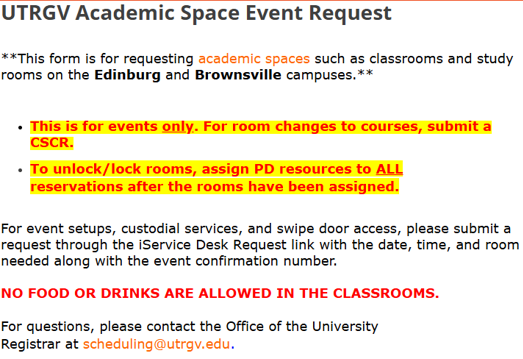 UTRGV Academic Space Event Request
**This form is for requesting academic spaces such as classrooms and study
rooms on the Edinburg and Brownsville campuses.**
• This is for events only. For room changes to courses, submit a
CSCR.
• To unlock/lock rooms, assign PD resources to ALL
reservations after the rooms have been assigned.
For event setups, custodial services, and swipe door access, please submit a
request through the iService Desk Request link with the date, time, and room
needed along with the event confirmation number.
NO FOOD OR DRINKS ARE ALLOWED IN THE CLASSROOMS.
For questions, please contact the Office of the University
Registrar at scheduling@utrgv.edu.